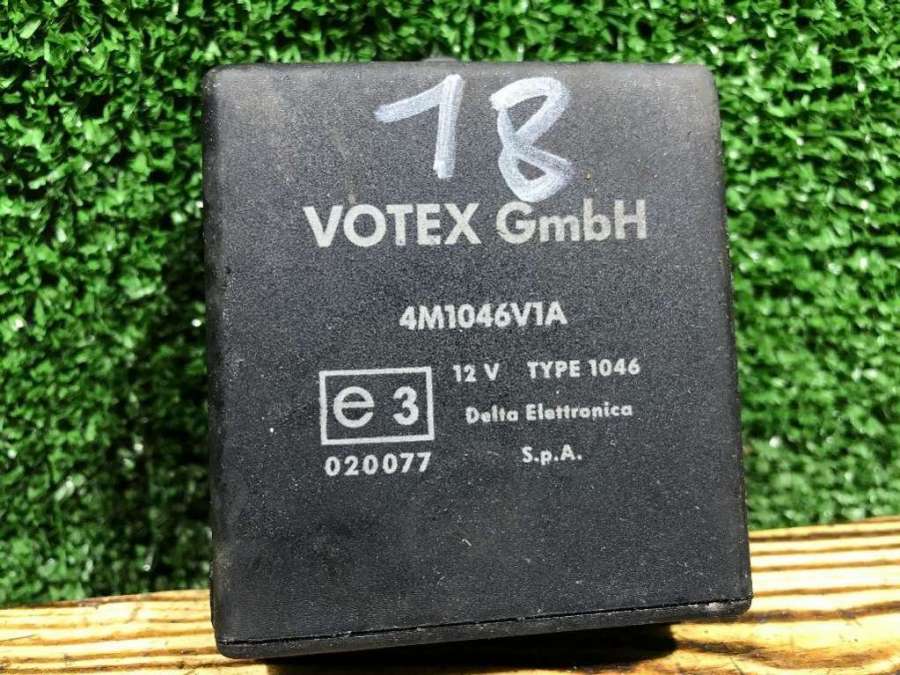 18
VOTEX GmbH
4M1046V1A
12 V TYPE 1046
e 3
Delta Elettronica
020077
S.p.A.